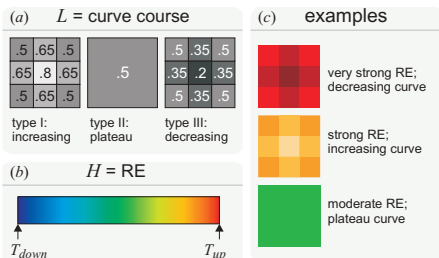 (a) L = curve course
.5 .65 .5
.65 .8 .65
.5 .65 .5
.5
.5 .35 .5
.35 .2 .35
.5 .35 .5
type I:
increasing
type II:
plateau
type III:
decreasing
(b) H = RE
T_down T_up
(c) examples
very strong RE;
decreasing curve
strong RE;
increasing curve
moderate RE;
plateau curve